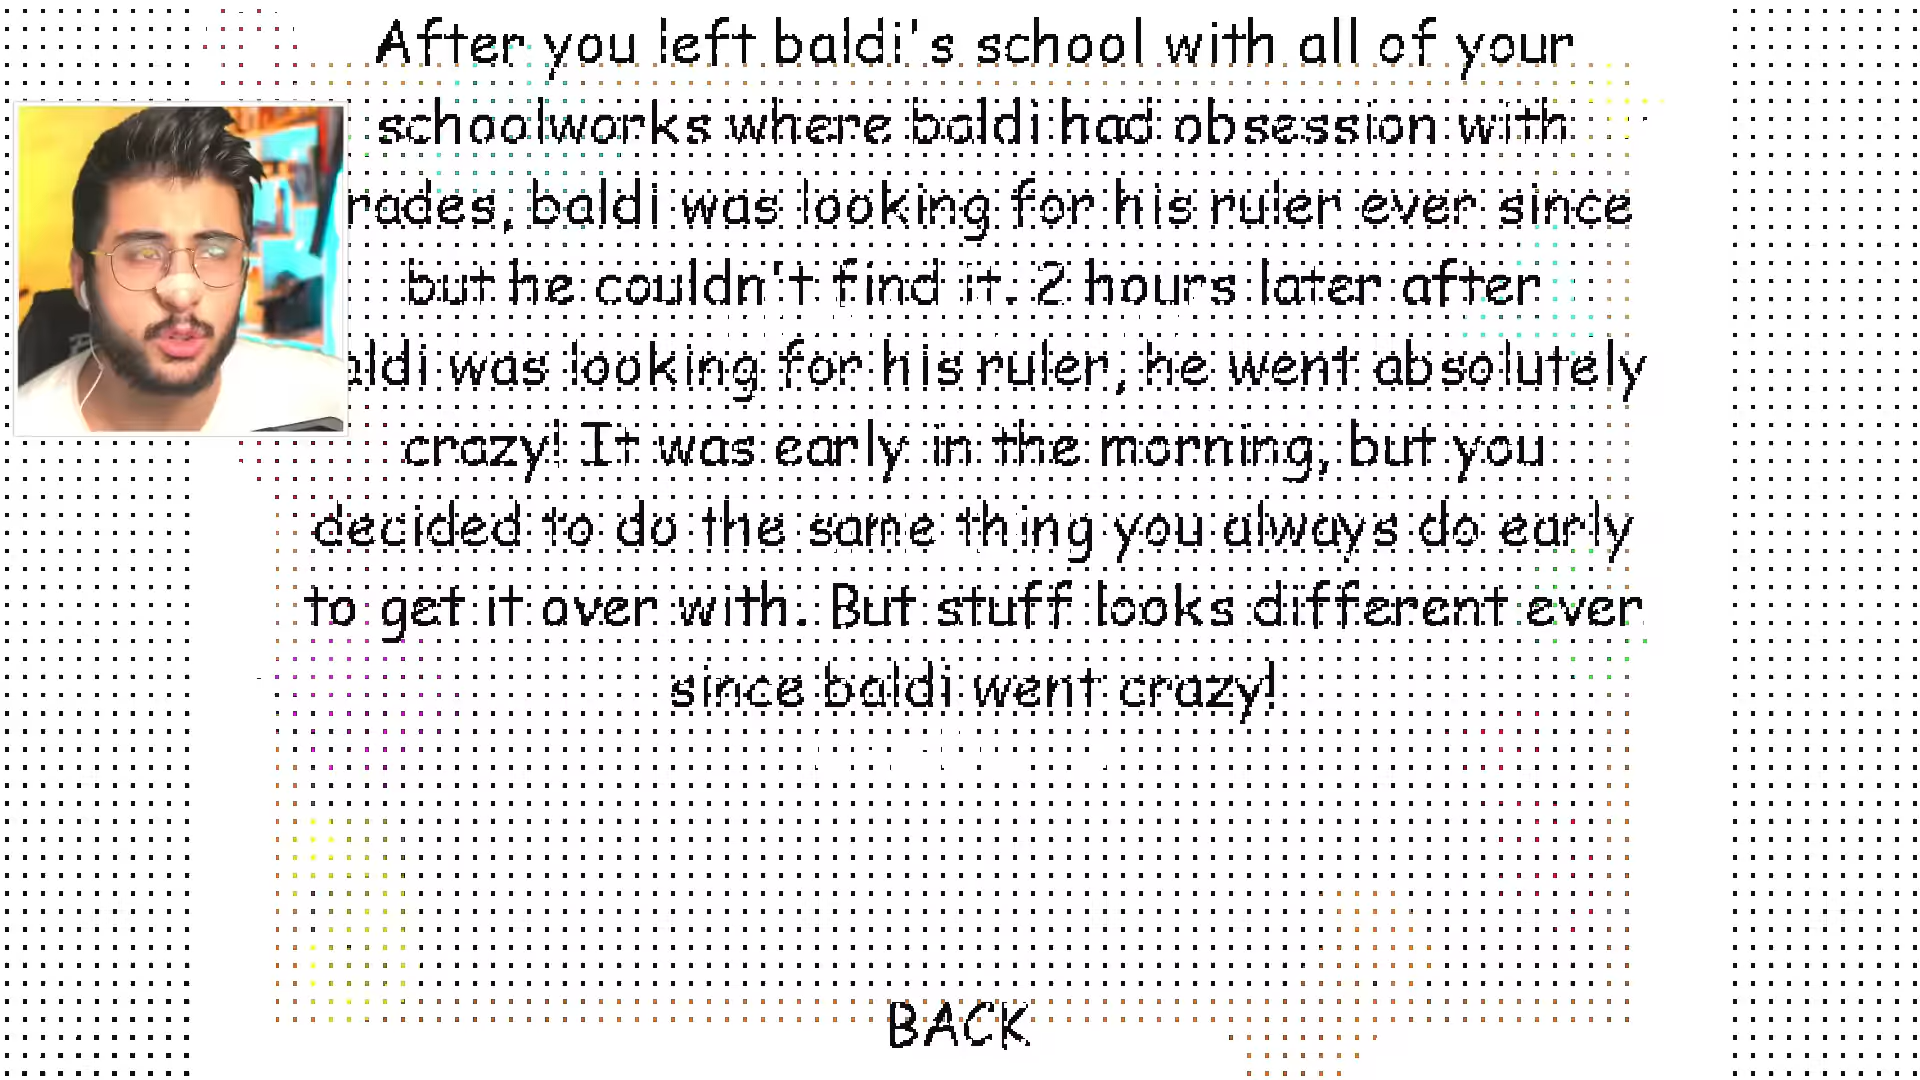 After you left baldi's school with all of your
schoolworks where baldi had obsession with
rades, baldi was looking for his ruler ever since
but he couldn't find it. 2 hours later after
aldi was looking for his ruler, he went absolutely
crazy! It was early in the morning, but you
decided to do the same thing you always do early
to get it over with. But stuff looks different ever
since baldi went crazy!
BACK